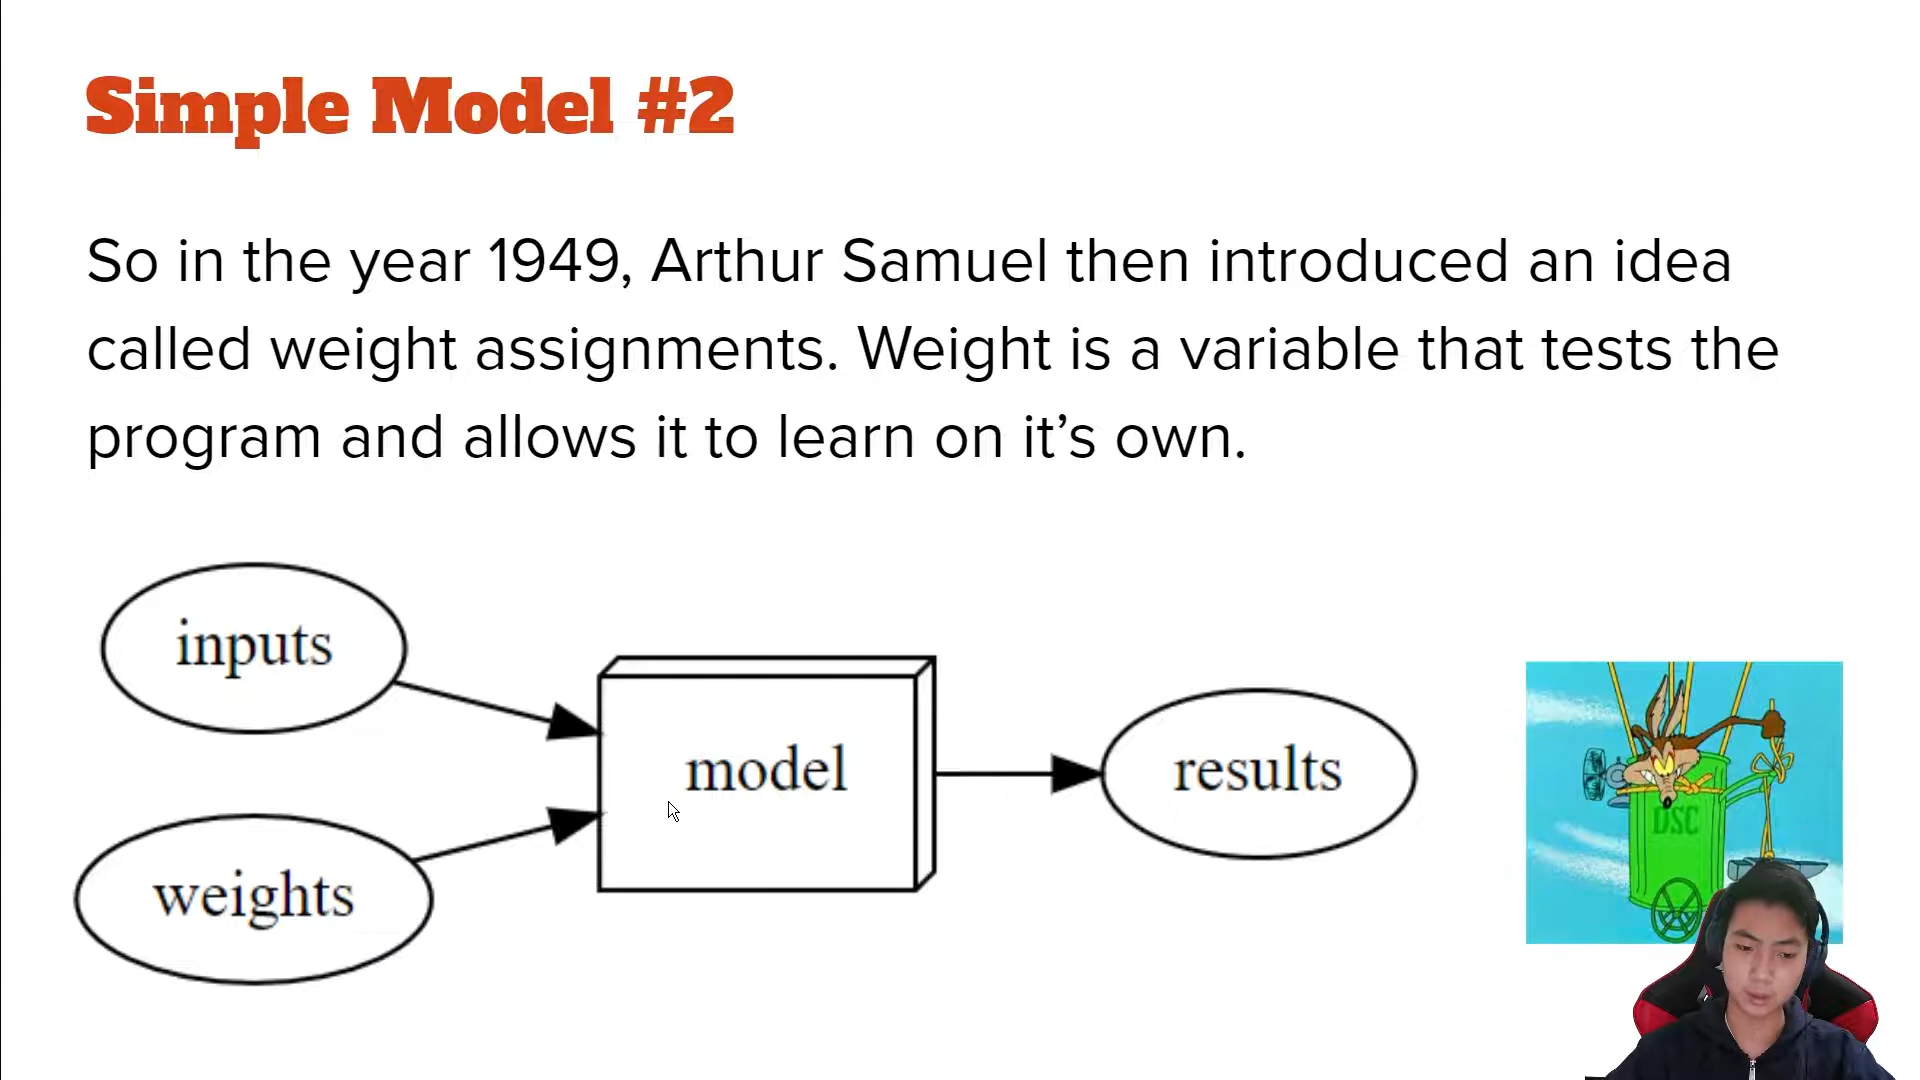 Simple Model #2
So in the year 1949, Arthur Samuel then introduced an idea
called weight assignments. Weight is a variable that tests the
program and allows it to learn on it’s own.
inputs
weights
model
results
DSC